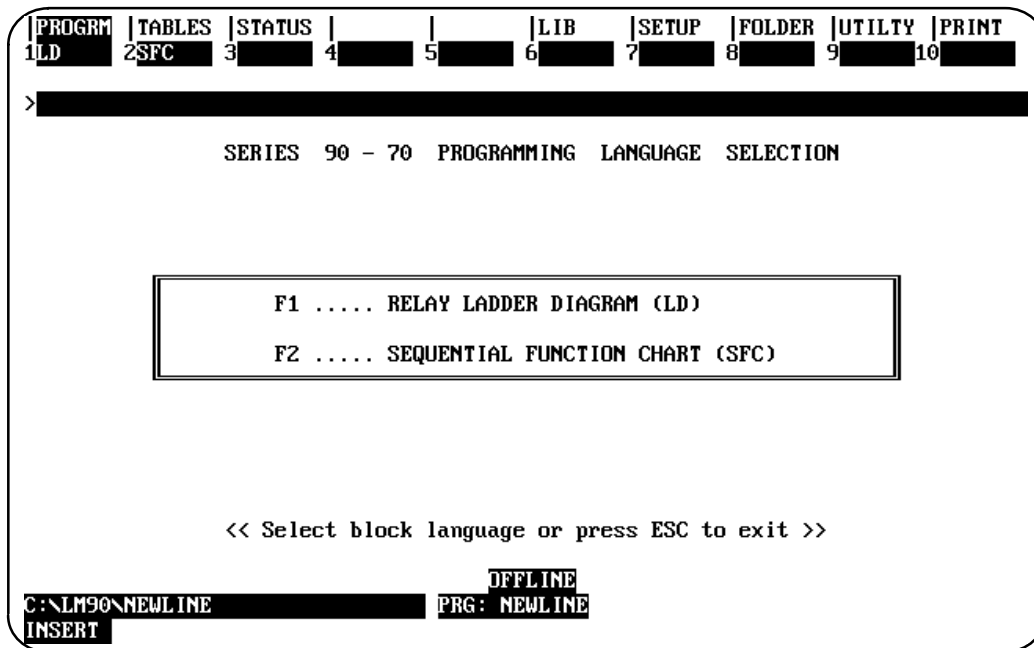 |PROGRM |TABLES |STATUS | | |LIB |SETUP |FOLDER |UTILTY |PRINT
1LD 2SFC 3 4 5 6 7 8 9 10
>
SERIES 90 - 70 PROGRAMMING LANGUAGE SELECTION
F1 ..... RELAY LADDER DIAGRAM (LD)
F2 ..... SEQUENTIAL FUNCTION CHART (SFC)
<< Select block language or press ESC to exit >>
OFFLINE
C:\LM90\NEWLINE PRG: NEWLINE
INSERT